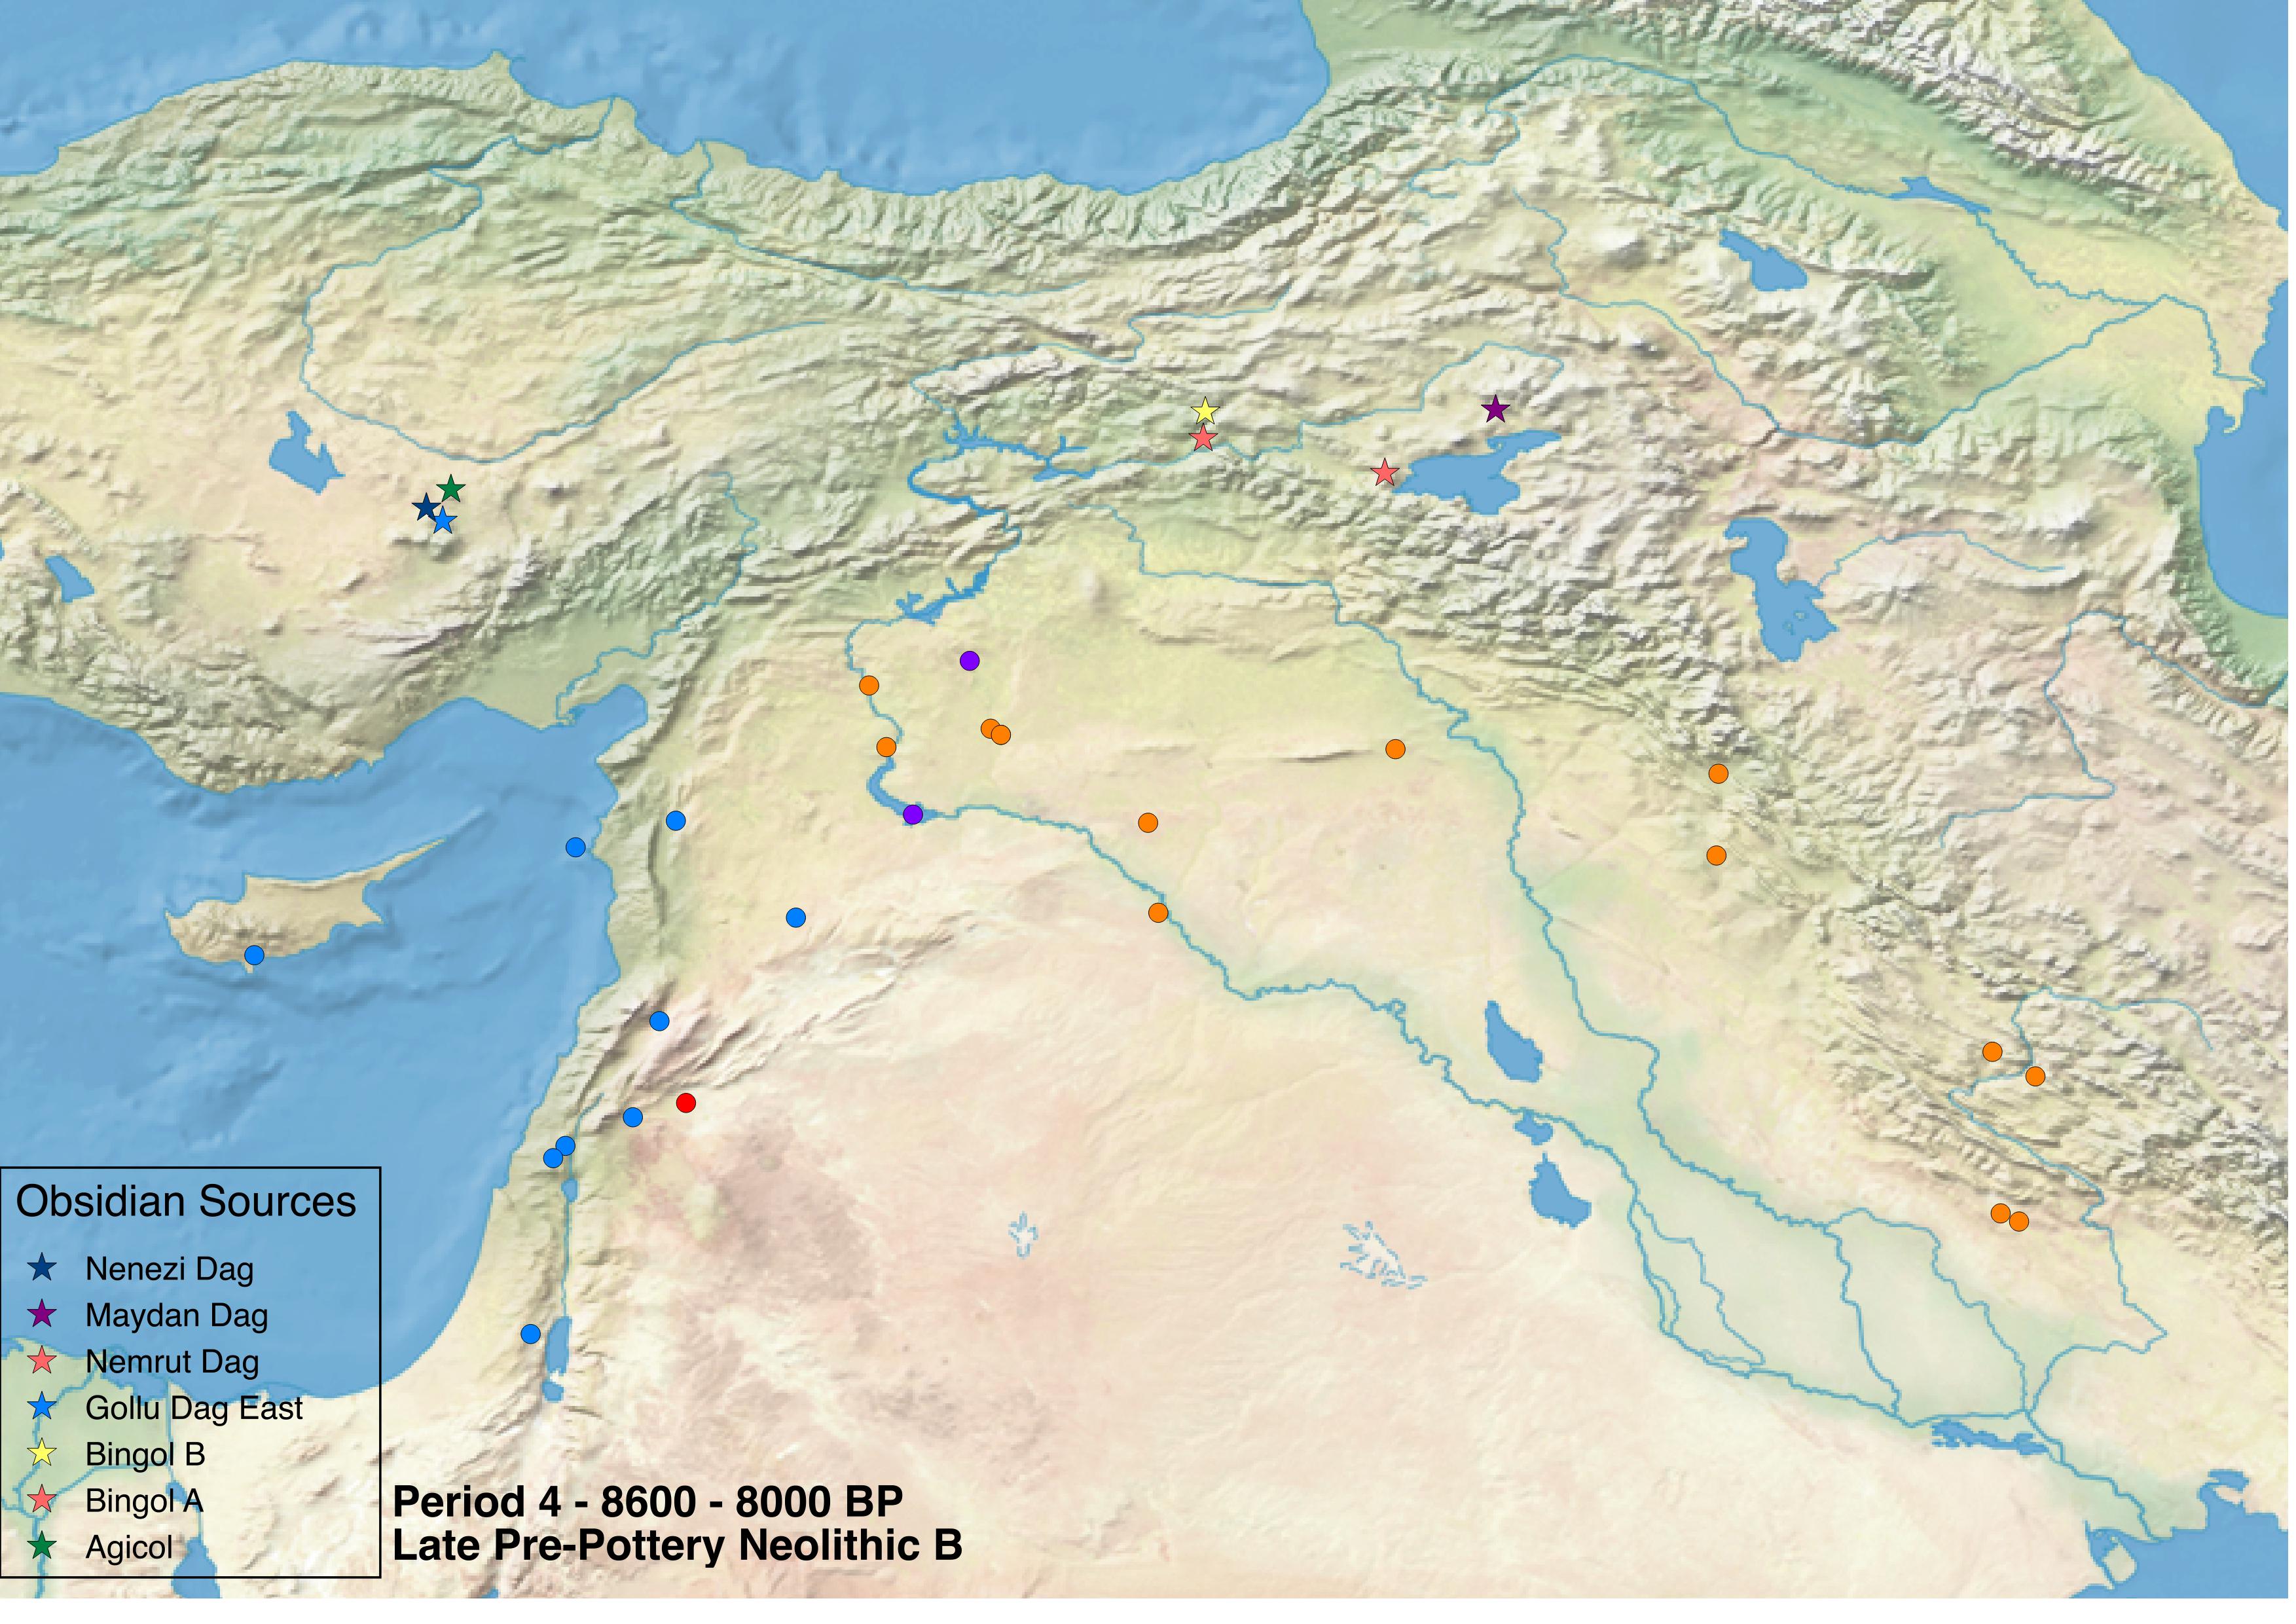 Obsidian Sources
Nenezi Dag
Maydan Dag
Nemrut Dag
Gollu Dag East
Bingol B
Bingol A
Agicol
Period 4 - 8600 - 8000 BP
Late Pre-Pottery Neolithic B